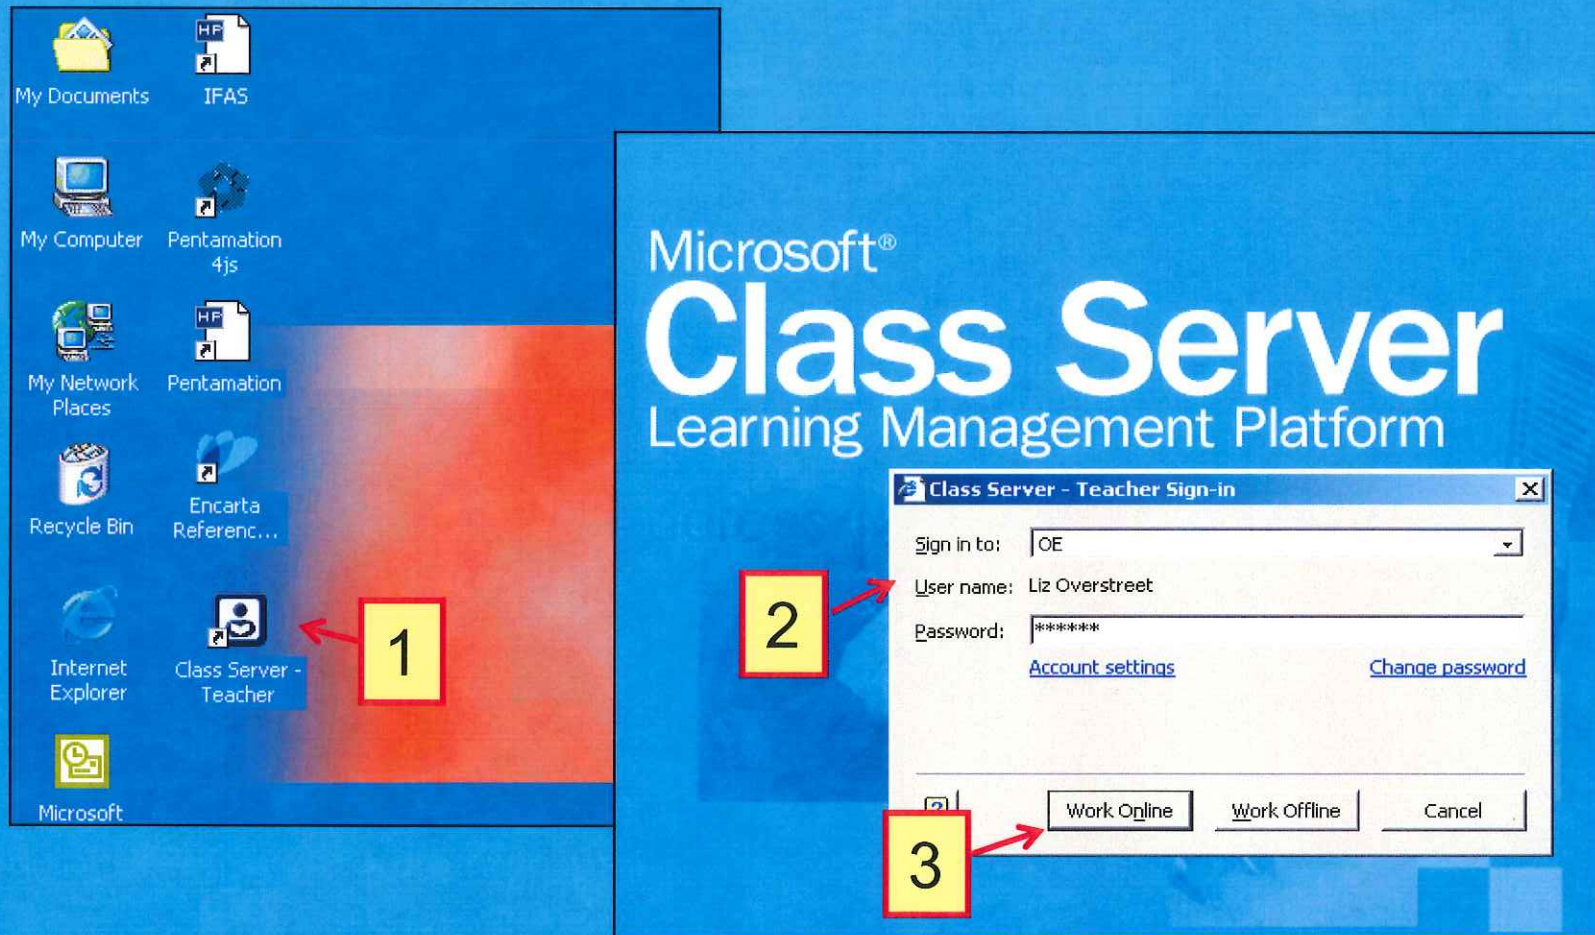 My Documents
HP
IFAS
My Computer
Pentamation
4js
My Network
Places
HP
Pentamation
Recycle Bin
Encarta
Referenc...
Internet
Explorer
Class Server -
Teacher
1
Microsoft
Microsoft®
Class Server
Learning Management Platform
Class Server - Teacher Sign-in
Sign in to: OE
2
User name: Liz Overstreet
Password: ******
Account settings Change password
? Work Online Work Offline Cancel
3